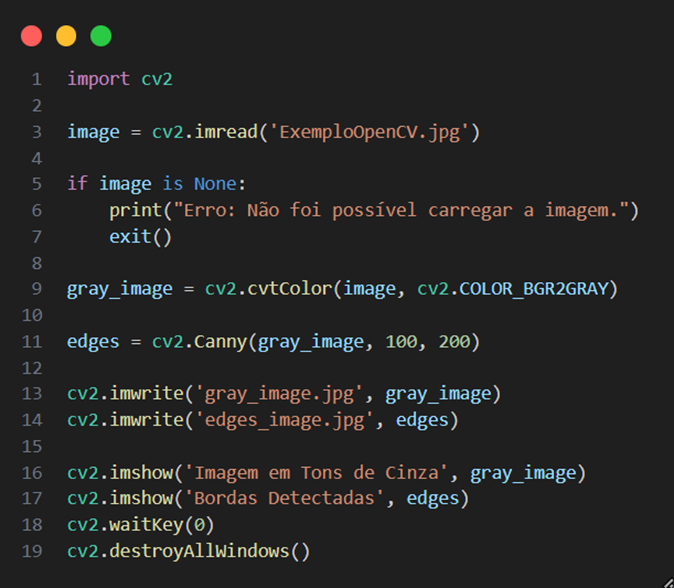 1 import cv2
2
3 image = cv2.imread('ExemploOpenCV.jpg')
4
5 if image is None:
6     print("Erro: Não foi possível carregar a imagem.")
7     exit()
8
9 gray_image = cv2.cvtColor(image, cv2.COLOR_BGR2GRAY)
10
11 edges = cv2.Canny(gray_image, 100, 200)
12
13 cv2.imwrite('gray_image.jpg', gray_image)
14 cv2.imwrite('edges_image.jpg', edges)
15
16 cv2.imshow('Imagem em Tons de Cinza', gray_image)
17 cv2.imshow('Bordas Detectadas', edges)
18 cv2.waitKey(0)
19 cv2.destroyAllWindows()